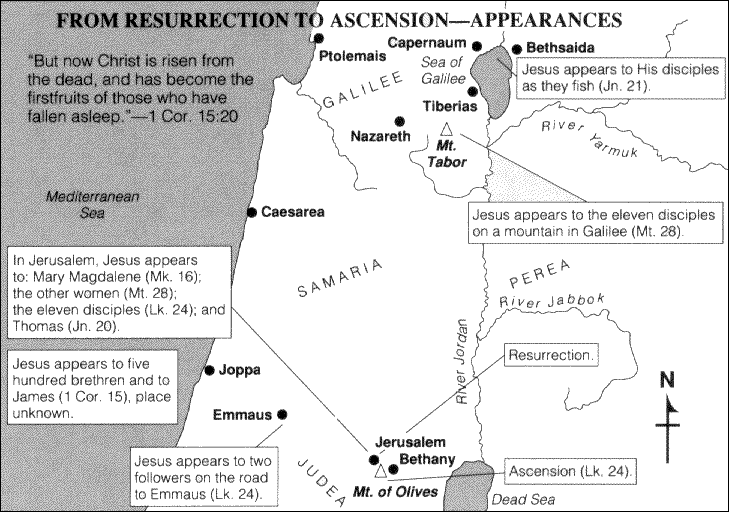 FROM RESURRECTION TO ASCENSION—APPEARANCES
"But now Christ is risen from
the dead, and has become the
firstfruits of those who have
fallen asleep."—1 Cor. 15:20
Ptolemais
Capernaum
Bethsaida
Sea of
Galilee
Jesus appears to His disciples
as they fish (Jn. 21).
GALILEE
Tiberias
Nazareth
Mt.
Tabor
River Yarmuk
Mediterranean
Sea
Caesarea
Jesus appears to the eleven disciples
on a mountain in Galilee (Mt. 28).
In Jerusalem, Jesus appears
to: Mary Magdalene (Mk. 16);
the other women (Mt. 28);
the eleven disciples (Lk. 24); and
Thomas (Jn. 20).
SAMARIA
PEREA
River Jabbok
River Jordan
Resurrection.
Jesus appears to five
hundred brethren and to
James (1 Cor. 15), place
unknown.
Joppa
N
Emmaus
Jerusalem
Bethany
Jesus appears to two
followers on the road
to Emmaus (Lk. 24).
JUDEA
Mt. of Olives
Ascension (Lk. 24).
Dead Sea